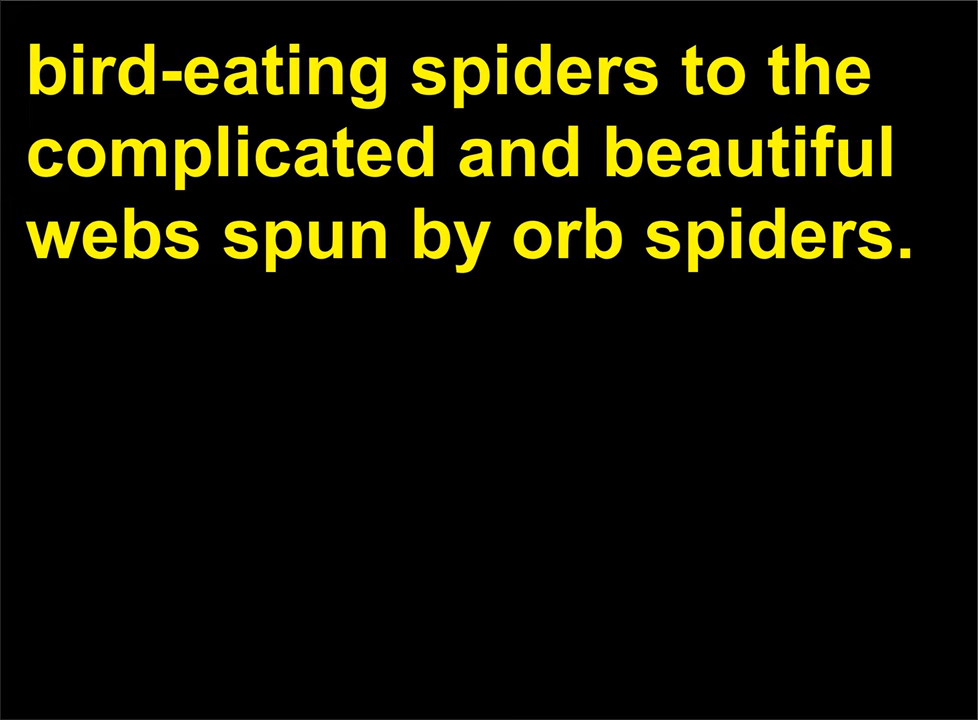 bird-eating spiders to the
complicated and beautiful
webs spun by orb spiders.